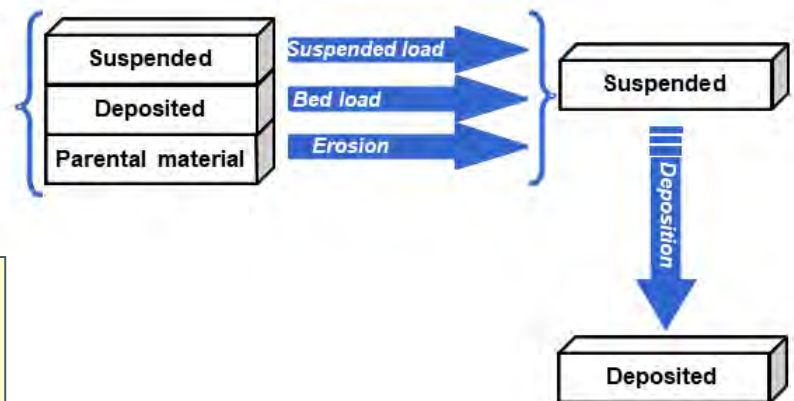 Suspended
Deposited
Parental material
Suspended load
Bed load
Erosion
Suspended
Deposition
Deposited